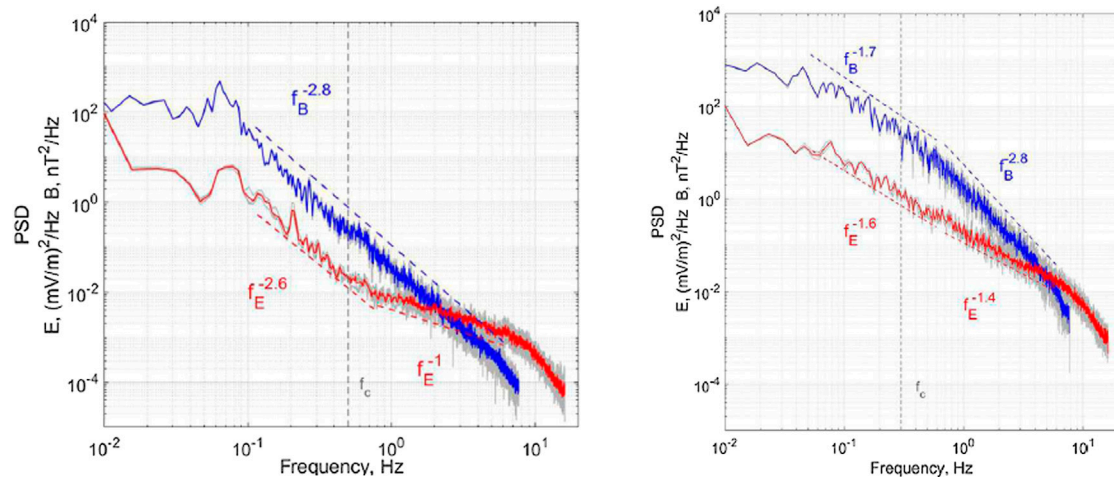 10^4
10^2
10^0
10^-2
10^-4
PSD
E, (mV/m)^2/Hz B, nT^2/Hz
f_B^-2.8
f_E^-2.6
f_E^-1
f_c
10^-2
10^-1
10^0
10^1
Frequency, Hz
10^4
10^2
10^0
10^-2
10^-4
PSD
E, (mV/m)^2/Hz B, nT^2/Hz
f_B^-1.7
f_B^2.8
f_E^-1.6
f_E^-1.4
f_c
10^-2
10^-1
10^0
10^1
Frequency, Hz